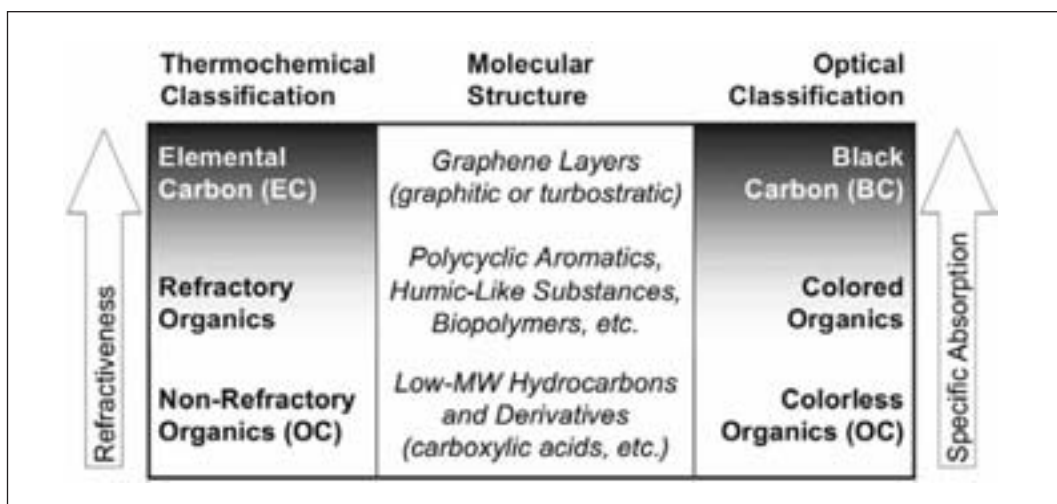 Thermochemical
Classification
Molecular
Structure
Optical
Classification
Refractiveness
Elemental
Carbon (EC)
Graphene Layers
(graphitic or turbostratic)
Black
Carbon (BC)
Refractory
Organics
Polycyclic Aromatics,
Humic-Like Substances,
Biopolymers, etc.
Colored
Organics
Non-Refractory
Organics (OC)
Low-MW Hydrocarbons
and Derivatives
(carboxylic acids, etc.)
Colorless
Organics (OC)
Specific Absorption